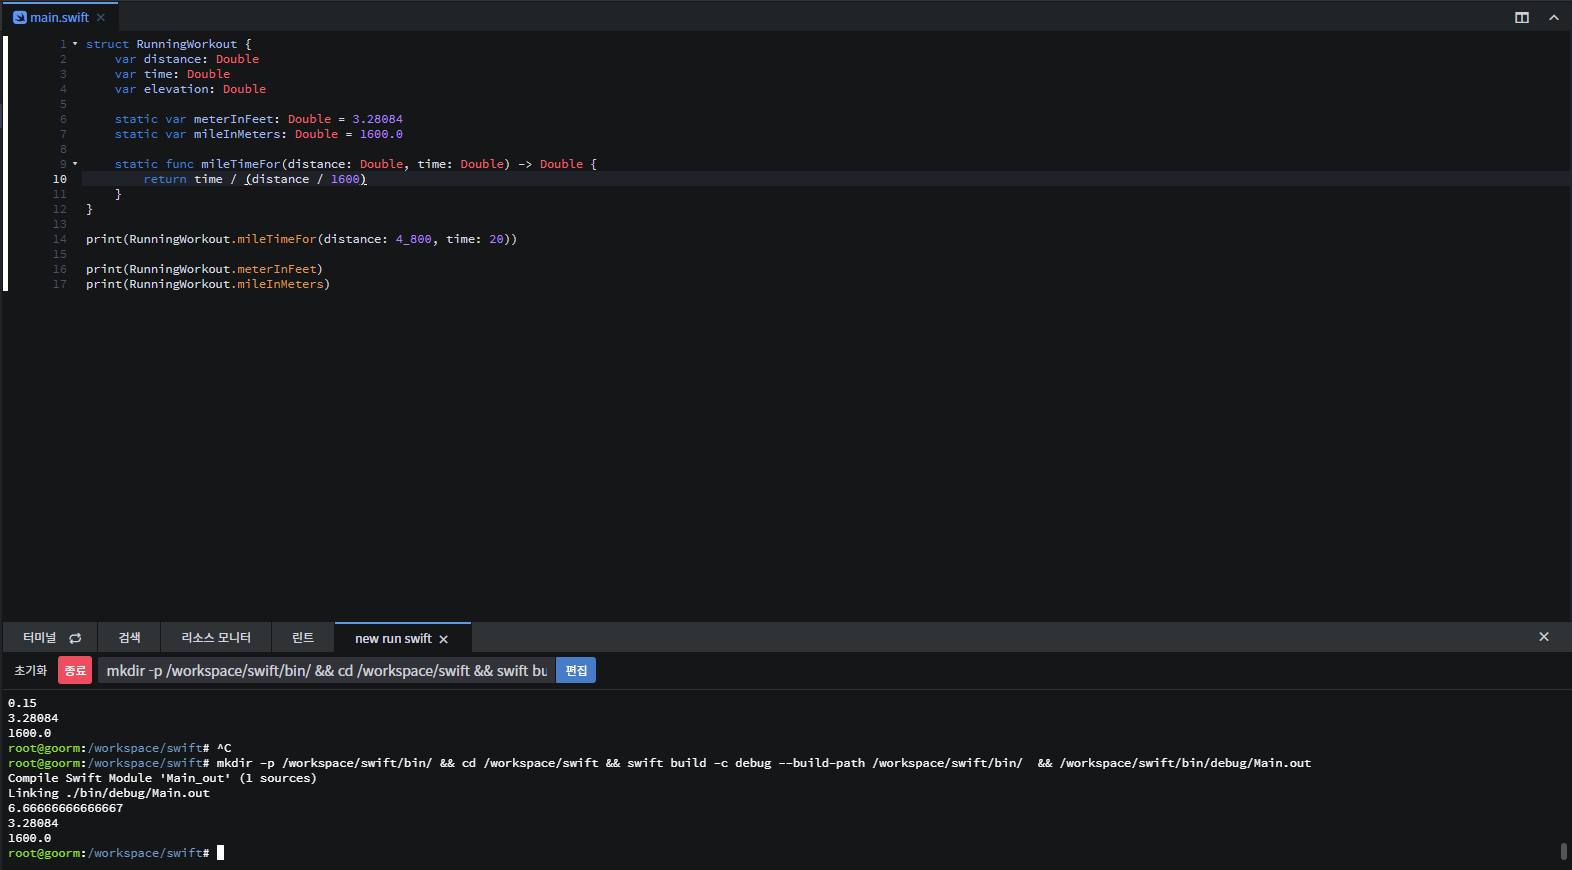 main.swift
1 struct RunningWorkout {
2 var distance: Double
3 var time: Double
4 var elevation: Double
5
6 static var meterInFeet: Double = 3.28084
7 static var mileInMeters: Double = 1600.0
8
9 static func mileTimeFor(distance: Double, time: Double) -> Double {
10 return time / (distance / 1600)
11 }
12 }
13
14 print(RunningWorkout.mileTimeFor(distance: 4_800, time: 20))
15
16 print(RunningWorkout.meterInFeet)
17 print(RunningWorkout.mileInMeters)
터미널 검색 리소스 모니터 린트 new run swift
초기화 종료 mkdir -p /workspace/swift/bin/ && cd /workspace/swift && swift bu 편집
0.15
3.28084
1600.0
root@goorm:/workspace/swift# ^C
root@goorm:/workspace/swift# mkdir -p /workspace/swift/bin/ && cd /workspace/swift && swift build -c debug --build-path /workspace/swift/bin/  && /workspace/swift/bin/debug/Main.out
Compile Swift Module 'Main_out' (1 sources)
Linking ./bin/debug/Main.out
6.66666666666667
3.28084
1600.0
root@goorm:/workspace/swift#